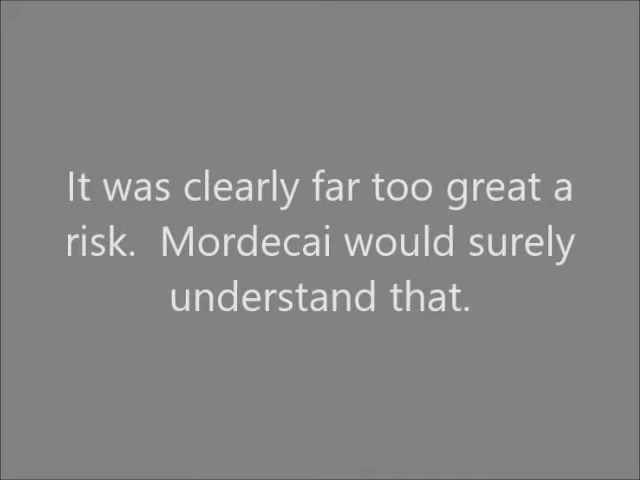 It was clearly far too great a
risk.  Mordecai would surely
understand that.